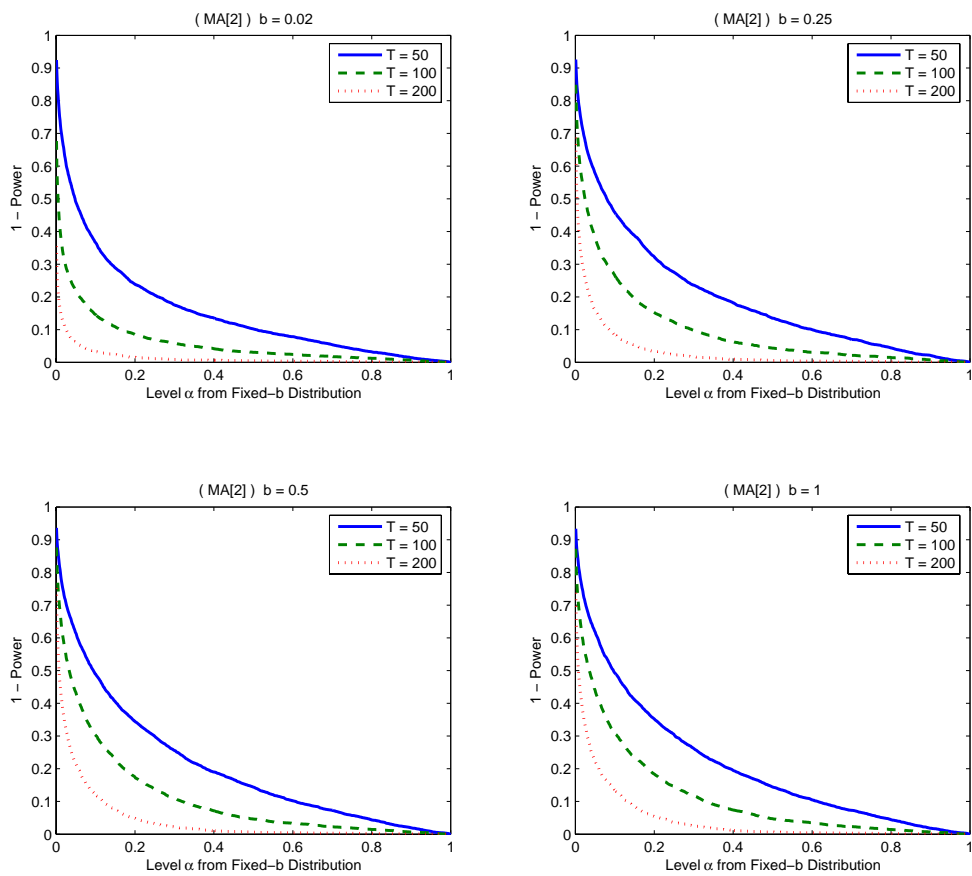 ( MA[2] ) b = 0.02
1
0.9
0.8
0.7
0.6
0.5
0.4
0.3
0.2
0.1
0
1 − Power
T = 50
T = 100
T = 200
0 0.2 0.4 0.6 0.8 1
Level α from Fixed−b Distribution
( MA[2] ) b = 0.25
1
0.9
0.8
0.7
0.6
0.5
0.4
0.3
0.2
0.1
0
1 − Power
T = 50
T = 100
T = 200
0 0.2 0.4 0.6 0.8 1
Level α from Fixed−b Distribution
( MA[2] ) b = 0.5
1
0.9
0.8
0.7
0.6
0.5
0.4
0.3
0.2
0.1
0
1 − Power
T = 50
T = 100
T = 200
0 0.2 0.4 0.6 0.8 1
Level α from Fixed−b Distribution
( MA[2] ) b = 1
1
0.9
0.8
0.7
0.6
0.5
0.4
0.3
0.2
0.1
0
1 − Power
T = 50
T = 100
T = 200
0 0.2 0.4 0.6 0.8 1
Level α from Fixed−b Distribution